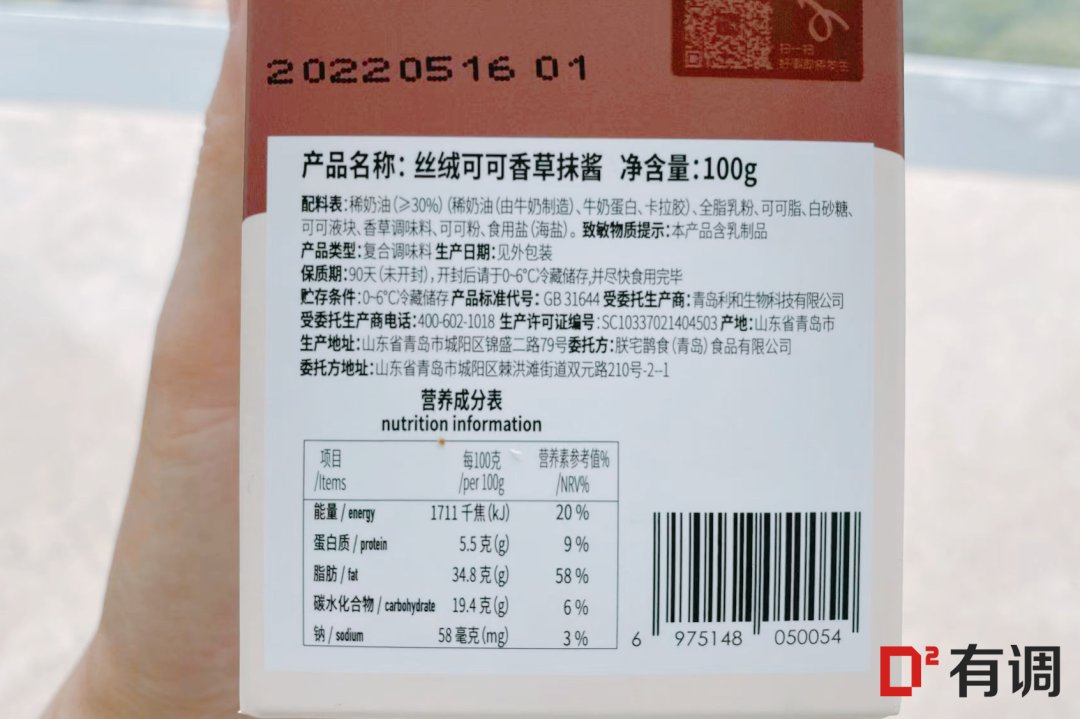 20220516 01
扫一扫
产品名称：丝绒可可香草抹酱 净含量：100g
配料表：稀奶油（≥30%）（稀奶油（由牛奶制造）、牛奶蛋白、卡拉胶）、全脂乳粉、可可脂、白砂糖、
可可液块、香草调味料、可可粉、食用盐（海盐）。致敏物质提示：本产品含乳制品
产品类型：复合调味料 生产日期：见外包装
保质期：90天（未开封），开封后请于0~6℃冷藏储存,并尽快食用完毕
贮存条件：0~6℃冷藏储存 产品标准代号：GB 31644 受委托生产商：青岛利和生物科技有限公司
受委托生产商电话：400-602-1018 生产许可证编号：SC10337021404503 产地：山东省青岛市
生产地址：山东省青岛市城阳区锦盛二路79号委托方：朕宅鹊食（青岛）食品有限公司
委托方地址：山东省青岛市城阳区棘洪滩街道双元路210号-2--1
营养成分表
nutrition information
项目 每100克 营养素参考值%
/Items /per 100g /NRV%
能量 / energy 1711 千焦(kJ) 20 %
蛋白质 / protein 5.5 克(g) 9 %
脂肪 / fat 34.8 克(g) 58 %
碳水化合物 / carbohydrate 19.4 克(g) 6 %
钠 / sodium 58 毫克(mg) 3 %
6 975148 050054
D² 有调